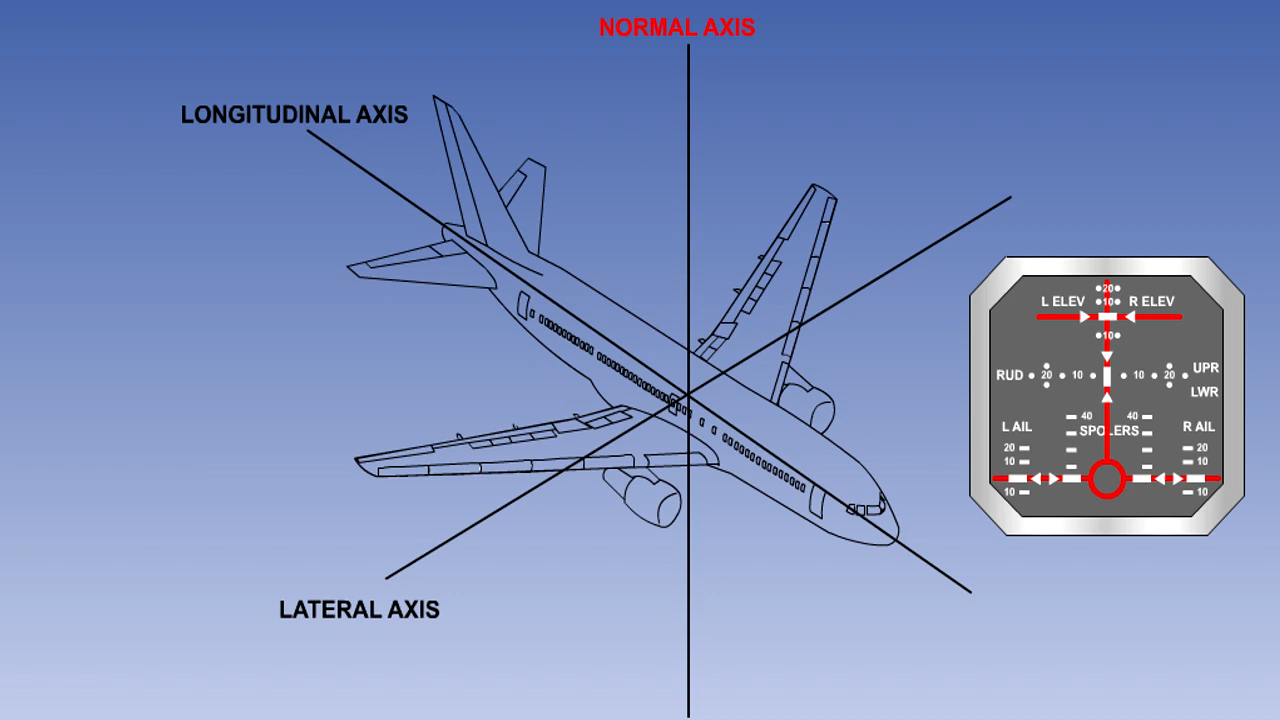 NORMAL AXIS
LONGITUDINAL AXIS
LATERAL AXIS
20
L ELEV 10 R ELEV
10
RUD 20 10 10 20 UPR
LWR
40 40
L AIL SPOILERS R AIL
20 20
10 10
10 10